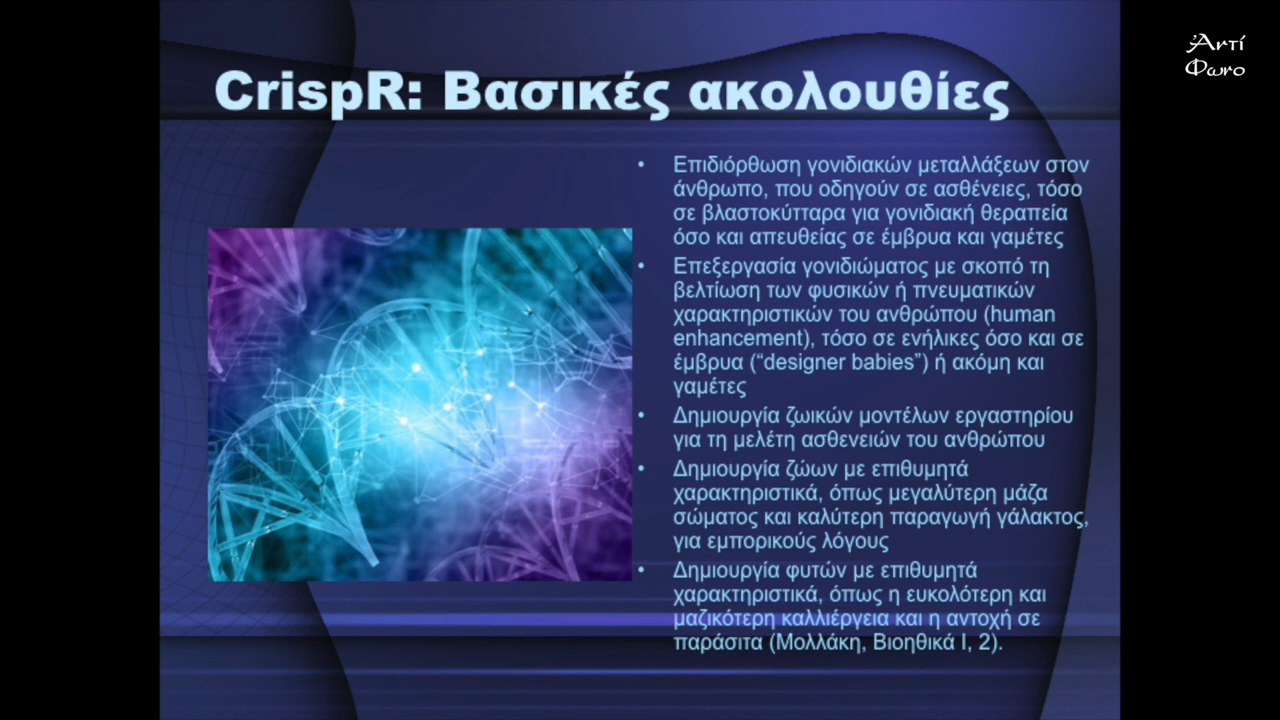 Ἀντί
Φωνο
CrispR: Βασικές ακολουθίες
• Επιδιόρθωση γονιδιακών μεταλλάξεων στον
άνθρωπο, που οδηγούν σε ασθένειες, τόσο
σε βλαστοκύτταρα για γονιδιακή θεραπεία
όσο και απευθείας σε έμβρυα και γαμέτες
• Επεξεργασία γονιδιώματος με σκοπό τη
βελτίωση των φυσικών ή πνευματικών
χαρακτηριστικών του ανθρώπου (human
enhancement), τόσο σε ενήλικες όσο και σε
έμβρυα (“designer babies”) ή ακόμη και
γαμέτες
• Δημιουργία ζωικών μοντέλων εργαστηρίου
για τη μελέτη ασθενειών του ανθρώπου
• Δημιουργία ζώων με επιθυμητά
χαρακτηριστικά, όπως μεγαλύτερη μάζα
σώματος και καλύτερη παραγωγή γάλακτος,
για εμπορικούς λόγους
• Δημιουργία φυτών με επιθυμητά
χαρακτηριστικά, όπως η ευκολότερη και
μαζικότερη καλλιέργεια και η αντοχή σε
παράσιτα (Μολλάκη, Βιοηθικά Ι, 2).